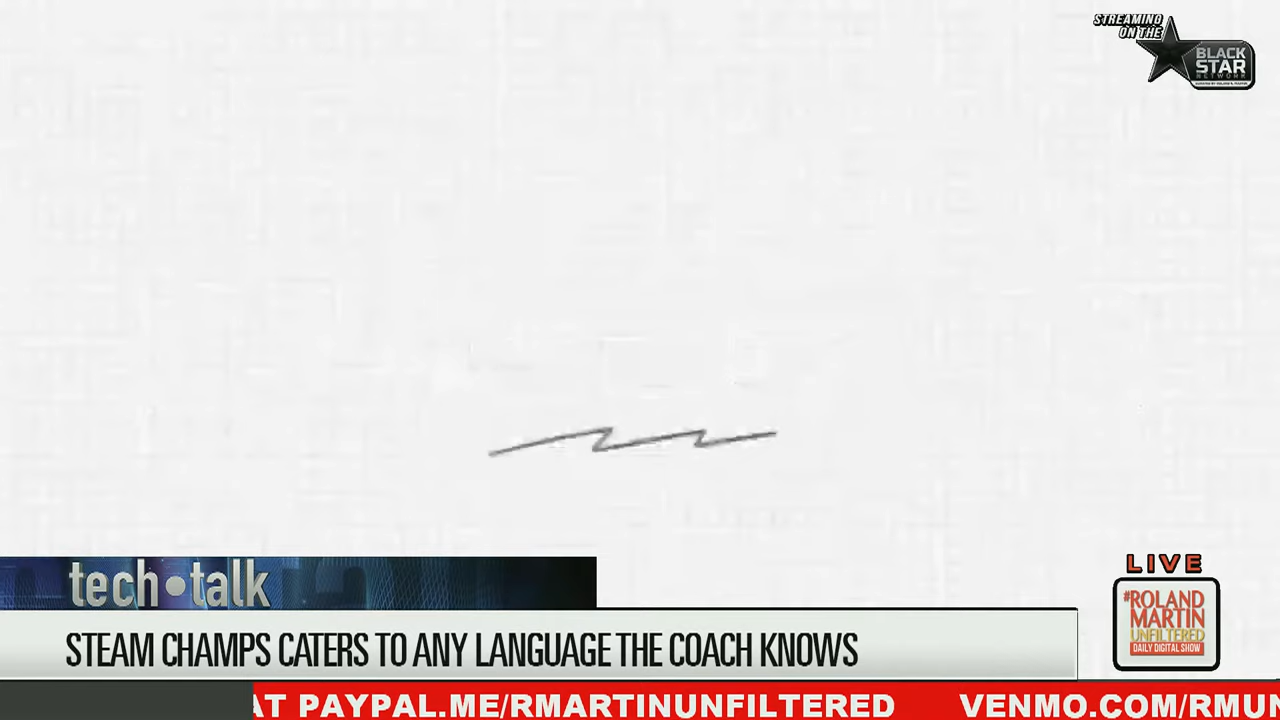 STREAMING
ON THE
BLACK
STAR
NETWORK
tech•talk
STEAM CHAMPS CATERS TO ANY LANGUAGE THE COACH KNOWS
LIVE
#ROLAND
MARTIN
UNFILTERED
DAILY DIGITAL SHOW
AT PAYPAL.ME/RMARTINUNFILTERED VENMO.COM/RMUN